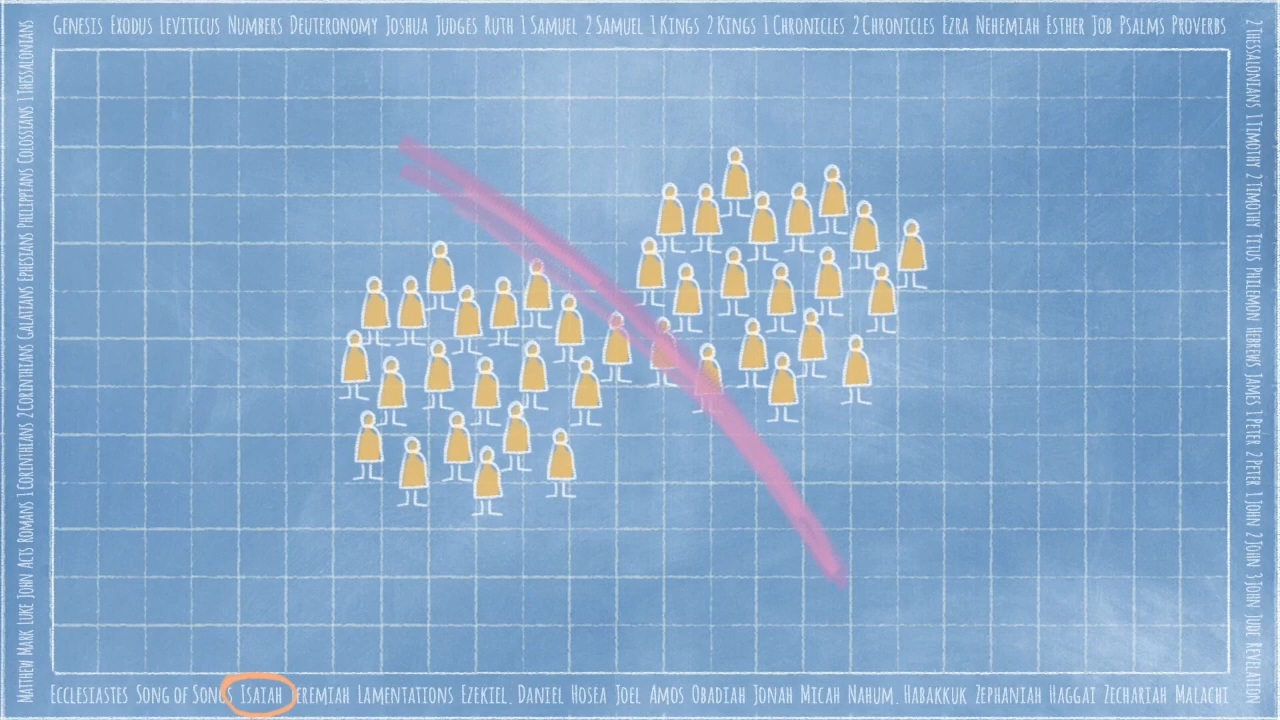 Genesis Exodus Leviticus Numbers Deuteronomy Joshua Judges Ruth 1 Samuel 2 Samuel 1 Kings 2 Kings 1 Chronicles 2 Chronicles Ezra Nehemiah Esther Job Psalms Proverbs
Ecclesiastes Song of Songs Isaiah Jeremiah Lamentations Ezekiel Daniel Hosea Joel Amos Obadiah Jonah Micah Nahum Habakkuk Zephaniah Haggai Zechariah Malachi
Matthew Mark Luke John Acts Romans 1 Corinthians 2 Corinthians Galatians Ephesians Philippians Colossians 1 Thessalonians
2 Thessalonians 1 Timothy 2 Timothy Titus Philemon Hebrews James 1 Peter 2 Peter 1 John 2 John 3 John Jude Revelation